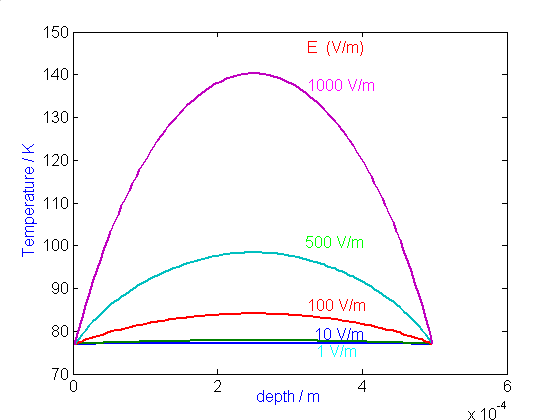 150
140
130
120
110
100
90
80
70
Temperature / K
E (V/m)
1000 V/m
500 V/m
100 V/m
10 V/m
1 V/m
0 2 4 6
depth / m
x 10^-4